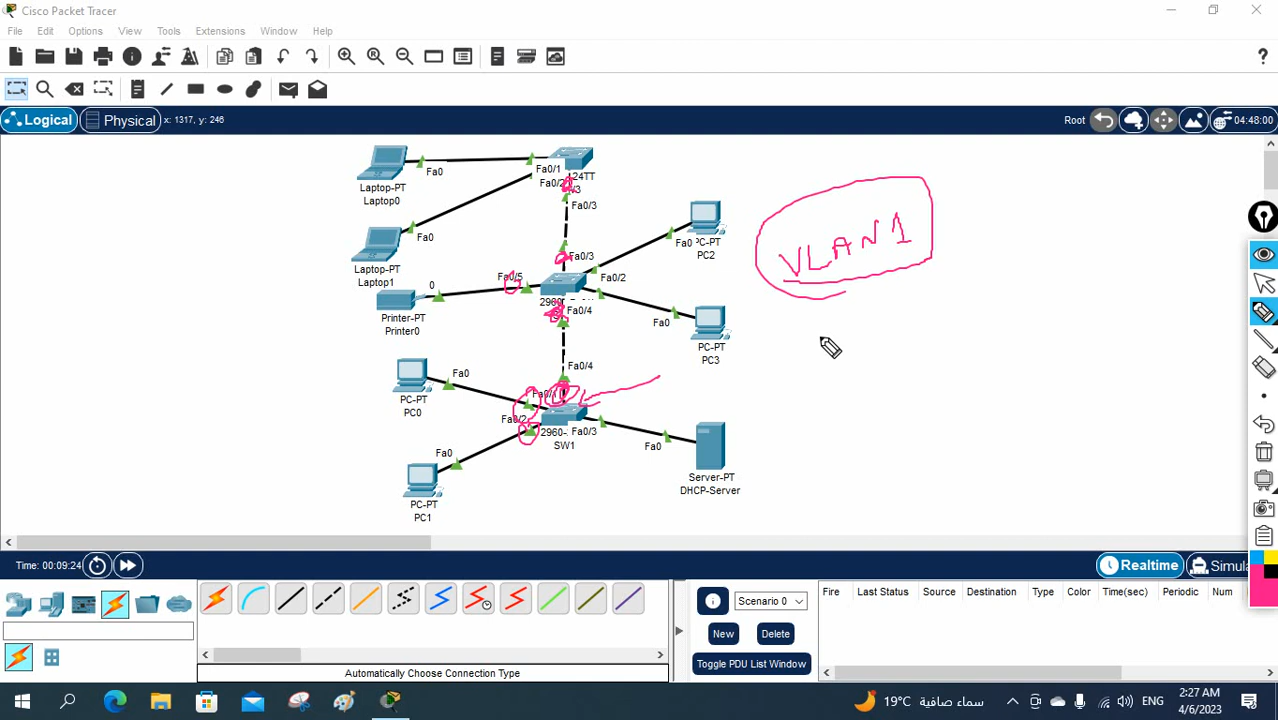 Cisco Packet Tracer
File Edit Options View Tools Extensions Window Help
Logical Physical x: 1317, y: 246 Root 04:48:00
Fa0/1
Fa0 24TT
Laptop-PT
Laptop0
Fa0/3
Fa0
PC-PT
PC2
Fa0
Fa0/3
Laptop-PT
Laptop1
Fa0/5
Fa0/2
0
Fa0/4
Printer-PT
Printer0
Fa0
PC-PT
PC3
Fa0/4
Fa0
Fa0/1
PC-PT
PC0
Fa0/2
2960- Fa0/3
SW1
Fa0
Fa0
Server-PT
DHCP-Server
PC-PT
PC1
VLAN1
Time: 00:09:24 Realtime Simula
Scenario 0
New Delete
Toggle PDU List Window
Fire Last Status Source Destination Type Color Time(sec) Periodic Num
Automatically Choose Connection Type
19°C سماء صافية ENG 2:27 AM
4/6/2023